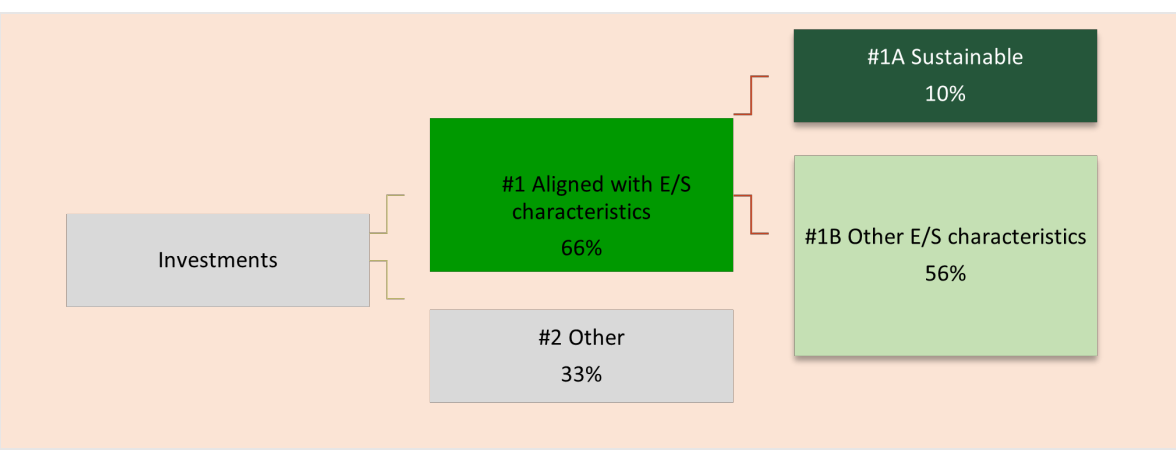 #1A Sustainable
10%
#1 Aligned with E/S
characteristics
66%
#1B Other E/S characteristics
56%
Investments
#2 Other
33%